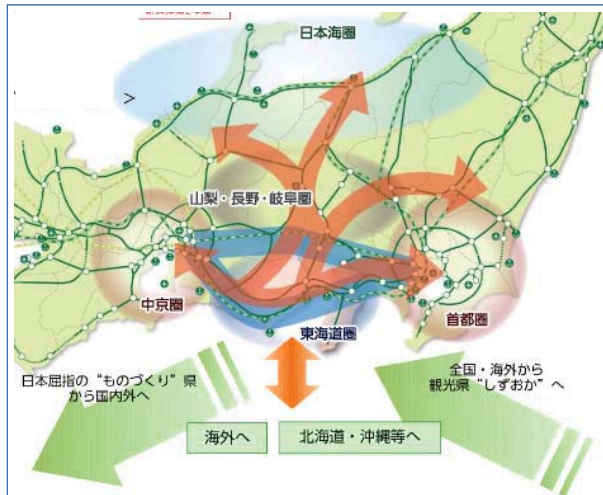 日本海圏
>
山梨・長野・岐阜圏
中京圏
首都圏
東海道圏
日本屈指の“ものづくり”県
から国内外へ
全国・海外から
観光県“しずおか”へ
海外へ
北海道・沖縄等へ